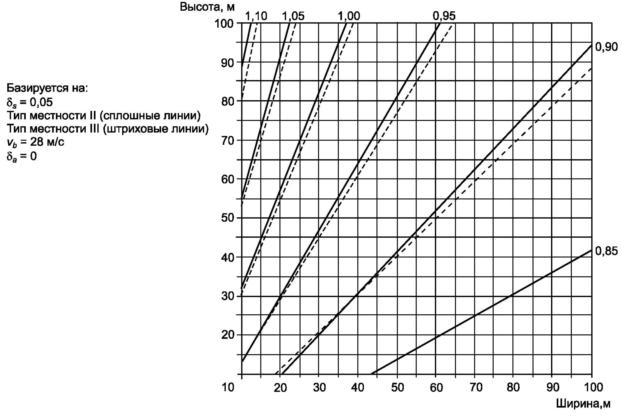 Высота, м
1,10 1,05 1,00 0,95
100
90
80
70
60
50
40
30
20
10 20 30 40 50 60 70 80 90 100
Ширина,м
0,90
0,85
Базируется на:
δs = 0,05
Тип местности II (сплошные линии)
Тип местности III (штриховые линии)
vb = 28 м/с
δa = 0